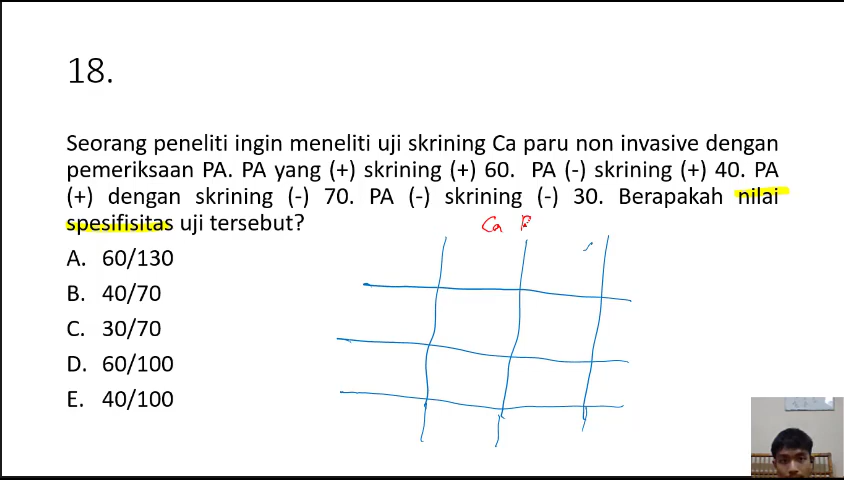 18.
Seorang peneliti ingin meneliti uji skrining Ca paru non invasive dengan
pemeriksaan PA. PA yang (+) skrining (+) 60. PA (-) skrining (+) 40. PA
(+) dengan skrining (-) 70. PA (-) skrining (-) 30. Berapakah nilai
spesifisitas uji tersebut?
Ca
A. 60/130
B. 40/70
C. 30/70
D. 60/100
E. 40/100